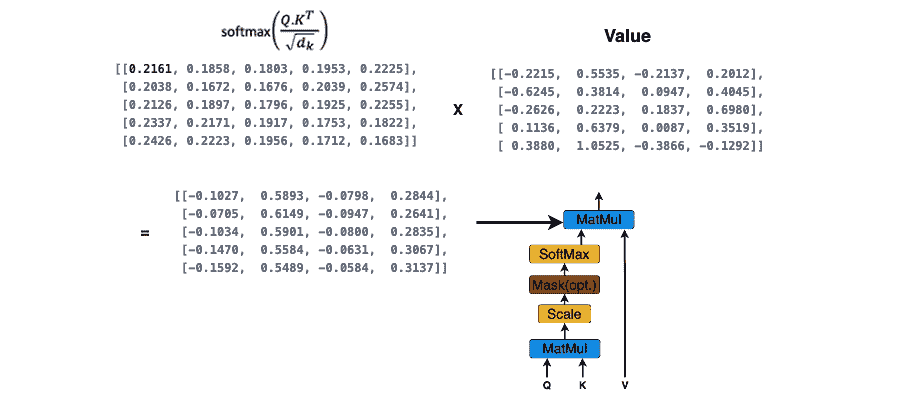 softmax(Q.K^T/√d_k)
Value
[[0.2161, 0.1858, 0.1803, 0.1953, 0.2225],
[0.2038, 0.1672, 0.1676, 0.2039, 0.2574],
[0.2126, 0.1897, 0.1796, 0.1925, 0.2255],
[0.2337, 0.2171, 0.1917, 0.1753, 0.1822],
[0.2426, 0.2223, 0.1956, 0.1712, 0.1683]]
X
[[-0.2215, 0.5535, -0.2137, 0.2012],
[-0.6245, 0.3814, 0.0947, 0.4045],
[-0.2626, 0.2223, 0.1837, 0.6980],
[ 0.1136, 0.6379, 0.0087, 0.3519],
[ 0.3880, 1.0525, -0.3866, -0.1292]]
=
[[-0.1027, 0.5893, -0.0798, 0.2844],
[-0.0705, 0.6149, -0.0947, 0.2641],
[-0.1034, 0.5901, -0.0800, 0.2835],
[-0.1470, 0.5584, -0.0631, 0.3067],
[-0.1592, 0.5489, -0.0584, 0.3137]]
MatMul
SoftMax
Mask(opt.)
Scale
MatMul
Q K V